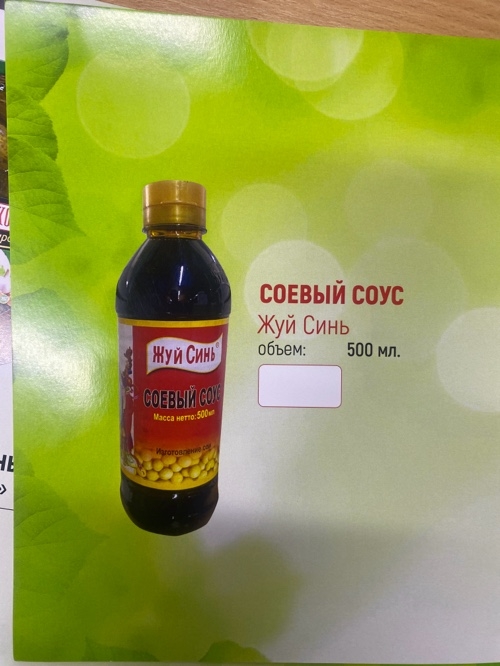 СОЕВЫЙ СОУС
Жуй Синь
объем: 500 мл.
Жуй Синь®
СОЕВЫЙ СОУС
Масса нетто: 500 мл